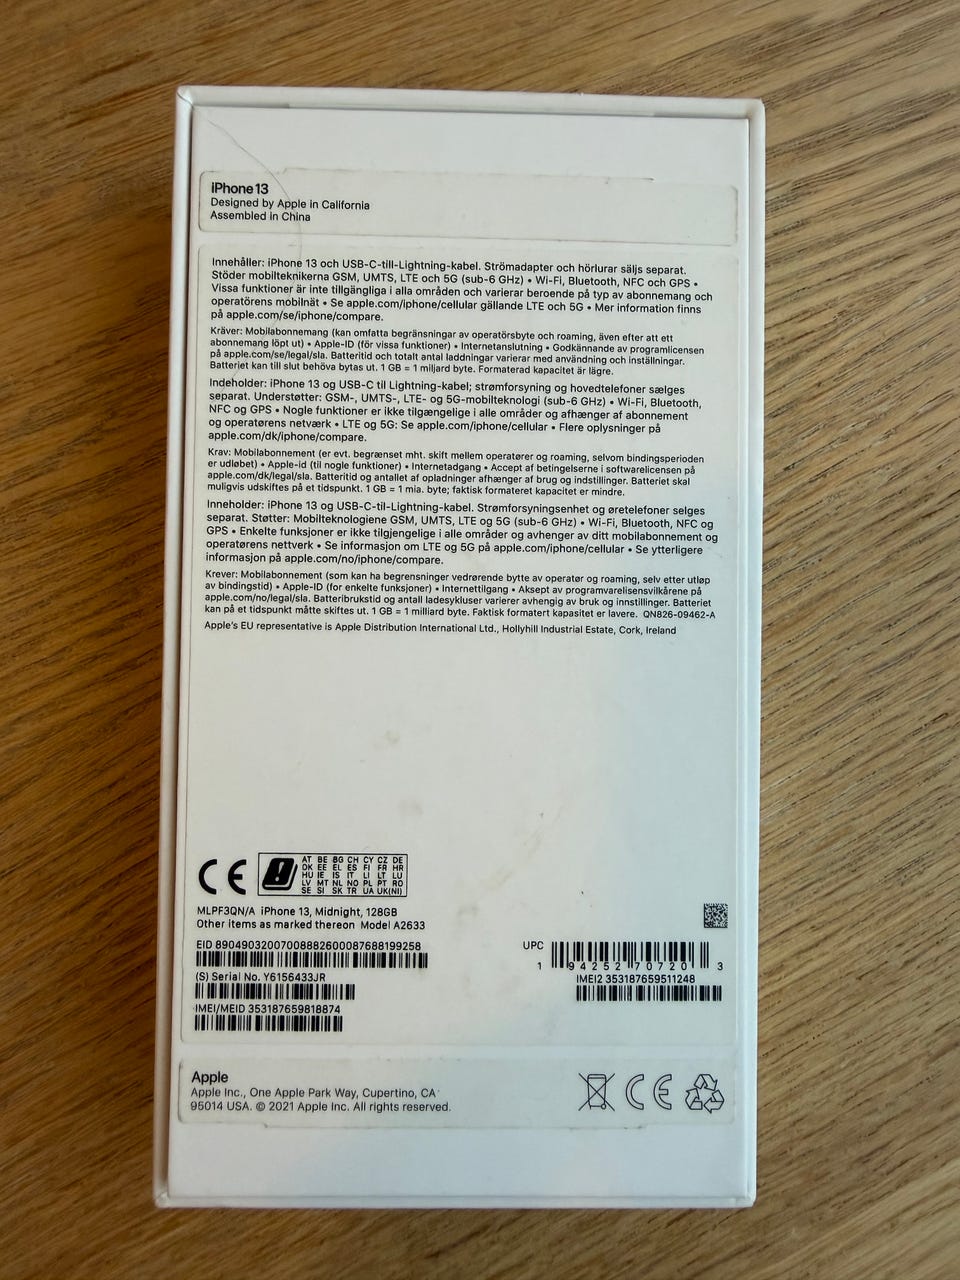 iPhone 13
Designed by Apple in California
Assembled in China
Innehåller: iPhone 13 och USB-C-till-Lightning-kabel. Strömadapter och hörlurar säljs separat.
Stöder mobilteknikerna GSM, UMTS, LTE och 5G (sub-6 GHz) • Wi-Fi, Bluetooth, NFC och GPS •
Vissa funktioner är inte tillgängliga i alla områden och varierar beroende på typ av abonnemang och
operatörens mobilnät • Se apple.com/iphone/cellular gällande LTE och 5G • Mer information finns
på apple.com/se/iphone/compare.
Kräver: Mobilabonnemang (kan omfatta begränsningar av operatörsbyte och roaming, även efter att ett
abonnemang löpt ut) • Apple-ID (för vissa funktioner) • Internetanslutning • Godkännande av programlicensen
på apple.com/se/legal/sla. Batteritid och totalt antal laddningar varierar med användning och inställningar.
Batteriet kan till slut behöva bytas ut. 1 GB = 1 miljard byte. Formaterad kapacitet är lägre.
Indeholder: iPhone 13 og USB-C til Lightning-kabel; strømforsyning og hovedtelefoner sælges
separat. Understøtter: GSM-, UMTS-, LTE- og 5G-mobilteknologi (sub-6 GHz) • Wi-Fi, Bluetooth,
NFC og GPS • Nogle funktioner er ikke tilgængelige i alle områder og afhænger af abonnement
og operatørens netværk • LTE og 5G: Se apple.com/iphone/cellular • Flere oplysninger på
apple.com/dk/iphone/compare.
Krav: Mobilabonnement (er evt. begrænset mht. skift mellem operatører og roaming, selvom bindingsperioden
er udløbet) • Apple-id (til nogle funktioner) • Internetadgang • Accept af betingelserne i softwarelicensen på
apple.com/dk/legal/sla. Batteritid og antallet af opladninger afhænger af brug og indstillinger. Batteriet skal
muligvis udskiftes på et tidspunkt. 1 GB = 1 mia. byte; faktisk formateret kapacitet er mindre.
Inneholder: iPhone 13 og USB-C-til-Lightning-kabel. Strømforsyningsenhet og øretelefoner selges
separat. Støtter: Mobilteknologiene GSM, UMTS, LTE og 5G (sub-6 GHz) • Wi-Fi, Bluetooth, NFC og
GPS • Enkelte funksjoner er ikke tilgjengelige i alle områder og avhenger av ditt mobilabonnement og
operatørens nettverk • Se informasjon om LTE og 5G på apple.com/iphone/cellular • Se ytterligere
informasjon på apple.com/no/iphone/compare.
Krever: Mobilabonnement (som kan ha begrensninger vedrørende bytte av operatør og roaming, selv etter utløp
av bindingstid) • Apple-ID (for enkelte funksjoner) • Internettilgang • Aksept av programvarelisensvilkårene på
apple.com/no/legal/sla. Batteribrukstid og antall ladesykluser varierer avhengig av bruk og innstillinger. Batteriet
kan på et tidspunkt måtte skiftes ut. 1 GB = 1 milliard byte. Faktisk formatert kapasitet er lavere. QN826-09462-A
Apple's EU representative is Apple Distribution International Ltd., Hollyhill Industrial Estate, Cork, Ireland
CE
AT BE BG CH CY CZ DE
DK EE EL ES FI FR HR
HU IE IS IT LI LT LU
LV MT NL NO PL PT RO
SE SI SK TR UA UK(NI)
MLPF3QN/A iPhone 13, Midnight, 128GB
Other items as marked thereon Model A2633
EID 89049032007008882600087688199258
(S) Serial No. Y6156433JR
IMEI/MEID 353187659818874
UPC
1 94252 70720 3
IMEI2 353187659511248
Apple
Apple Inc., One Apple Park Way, Cupertino, CA
95014 USA. © 2021 Apple Inc. All rights reserved.
CE